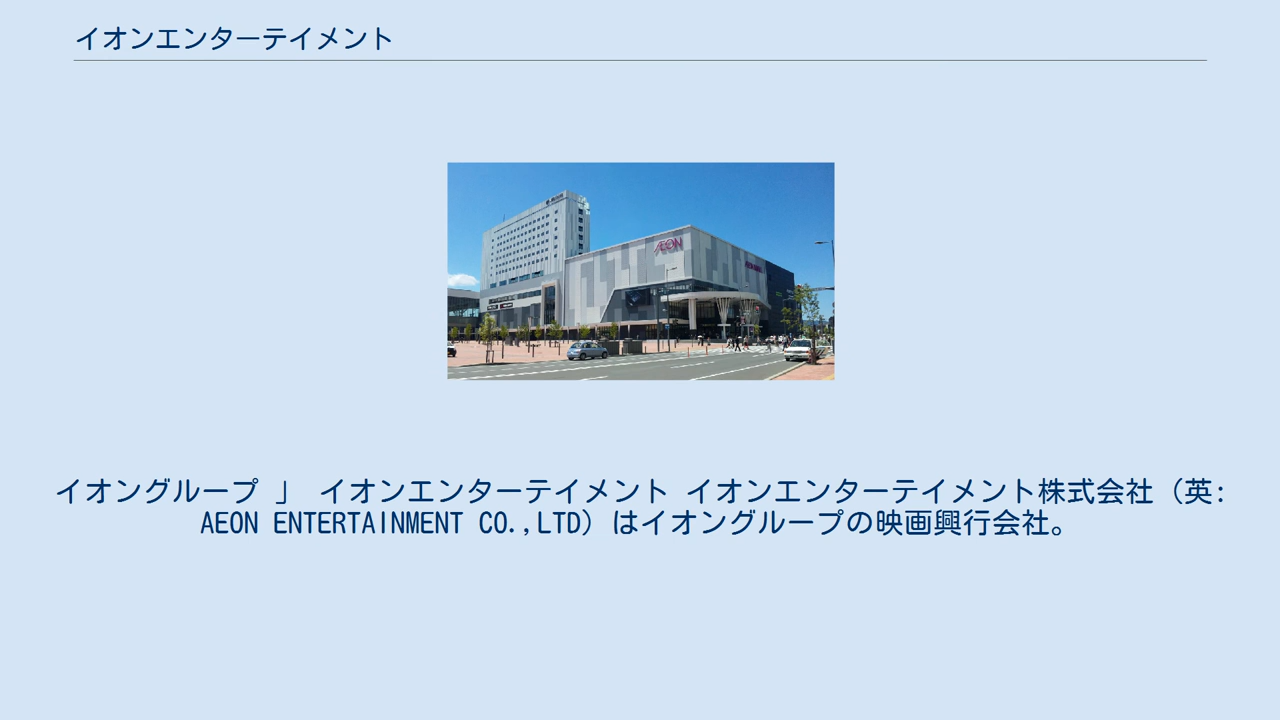 イオンエンターテイメント
ÆON
イオングループ 」 イオンエンターテイメント イオンエンターテイメント株式会社（英:
AEON ENTERTAINMENT CO.,LTD）はイオングループの映画興行会社。